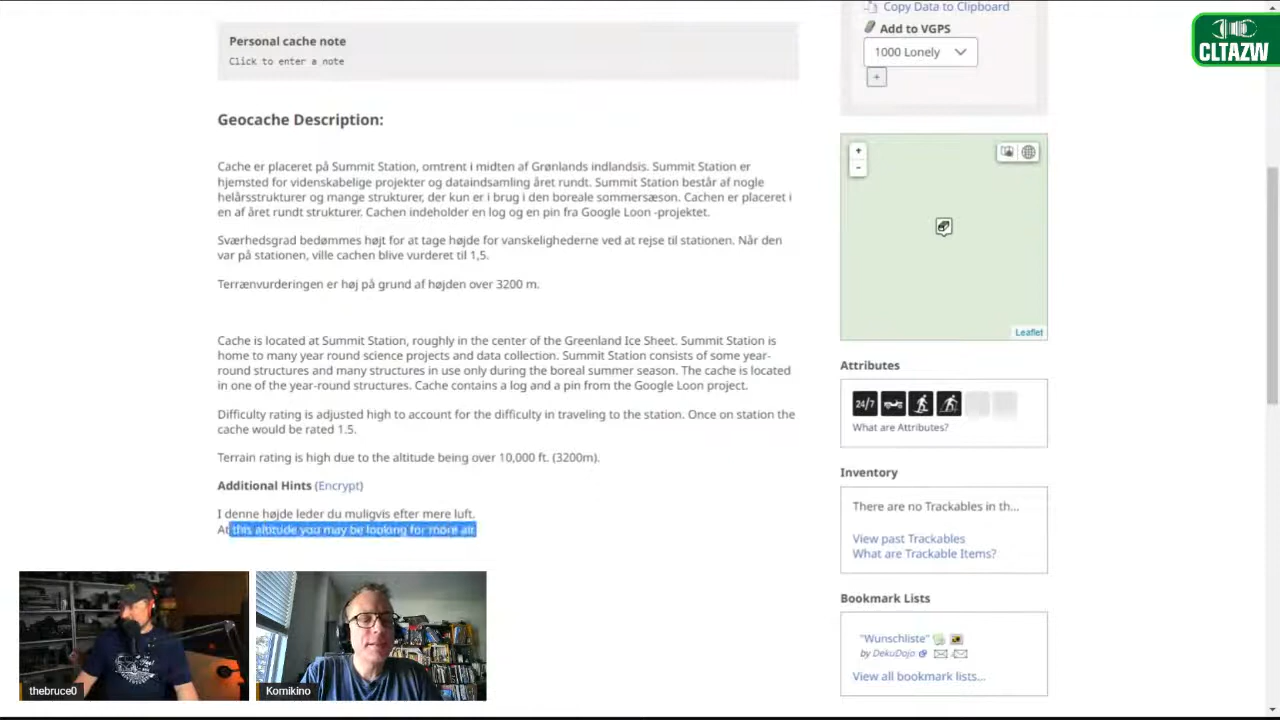 Copy Data to Clipboard
CLTAZW
Add to VGPS
1000 Lonely
+
Personal cache note
Click to enter a note
Geocache Description:
Cache er placeret på Summit Station, omtrent i midten af Grønlands indlandsis. Summit Station er
hjemsted for videnskabelige projekter og dataindsamling året rundt. Summit Station består af nogle
helårsstrukturer og mange strukturer, der kun er i brug i den boreale sommersæson. Cachen er placeret i
en af året rundt strukturer. Cachen indeholder en log og en pin fra Google Loon -projektet.
Sværhedsgrad bedømmes højt for at tage højde for vanskelighederne ved at rejse til stationen. Når den
var på stationen, ville cachen blive vurderet til 1,5.
Terrænvurderingen er høj på grund af højden over 3200 m.
Cache is located at Summit Station, roughly in the center of the Greenland Ice Sheet. Summit Station is
home to many year round science projects and data collection. Summit Station consists of some year-
round structures and many structures in use only during the boreal summer season. The cache is located
in one of the year-round structures. Cache contains a log and a pin from the Google Loon project.
Difficulty rating is adjusted high to account for the difficulty in traveling to the station. Once on station the
cache would be rated 1.5.
Terrain rating is high due to the altitude being over 10,000 ft. (3200m).
Additional Hints (Encrypt)
I denne højde leder du muligvis efter mere luft.
At this altitude you may be looking for more air.
+
-
Leaflet
Attributes
24/7
What are Attributes?
Inventory
There are no Trackables in th...
View past Trackables
What are Trackable Items?
Bookmark Lists
"Wunschliste"
by DekuDojo
View all bookmark lists...
thebruce0
Komikino